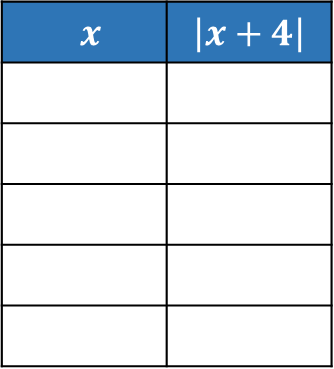 x |x + 4|